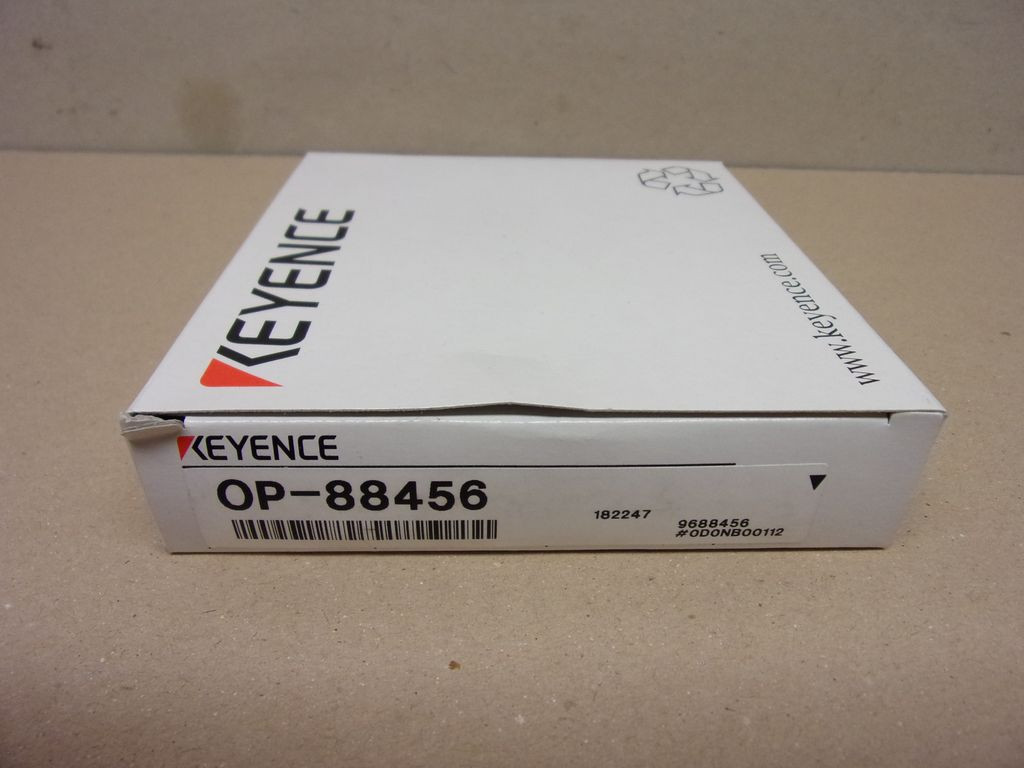 KEYENCE
www.keyence.com
KEYENCE
OP-88456
182247
9688456
#0D0NB00112